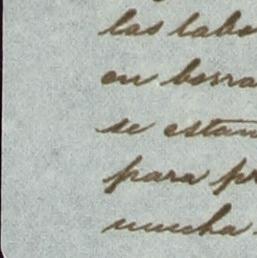 las labo
en borra
se estan
para pr
mucha